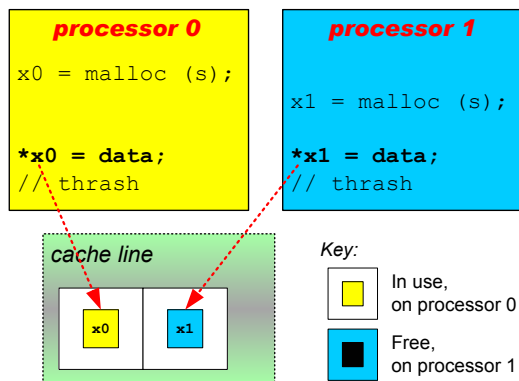 processor 0
x0 = malloc (s);
*x0 = data;
// thrash
processor 1
x1 = malloc (s);
*x1 = data;
// thrash
cache line
x0
x1
Key:
In use,
on processor 0
Free,
on processor 1